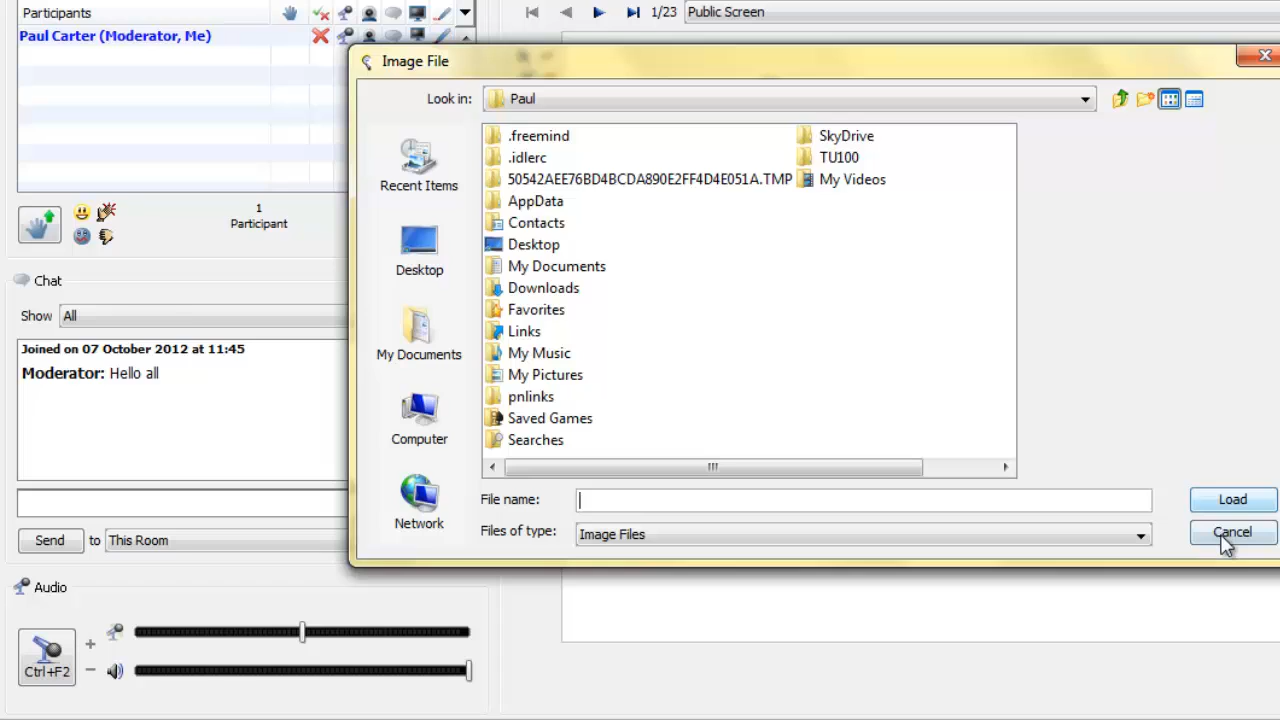 Participants
1/23
Public Screen
Paul Carter (Moderator, Me)
Image File
Look in:
Paul
Recent Items
Desktop
My Documents
Computer
Network
.freemind
.idlerc
50542AEE76BD4BCDA890E2FF4D4E051A.TMP
AppData
Contacts
Desktop
My Documents
Downloads
Favorites
Links
My Music
My Pictures
pnlinks
Saved Games
Searches
SkyDrive
TU100
My Videos
File name:
Load
Files of type:
Image Files
Cancel
1
Participant
Chat
Show
All
Joined on 07 October 2012 at 11:45
Moderator: Hello all
Send
to
This Room
Audio
Ctrl+F2